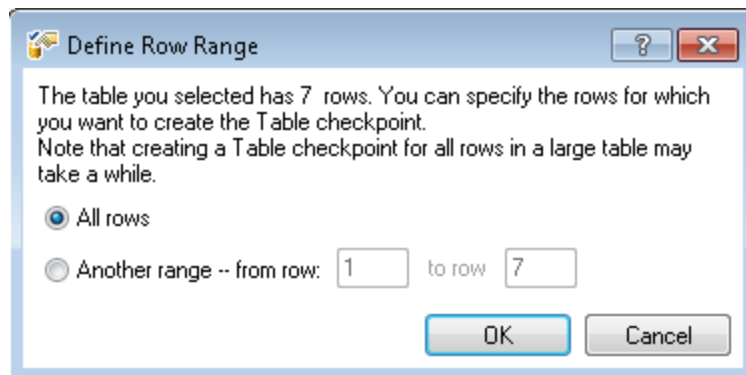 Define Row Range
?
The table you selected has 7 rows. You can specify the rows for which
you want to create the Table checkpoint.
Note that creating a Table checkpoint for all rows in a large table may
take a while.
All rows
Another range -- from row: 1 to row 7
OK Cancel